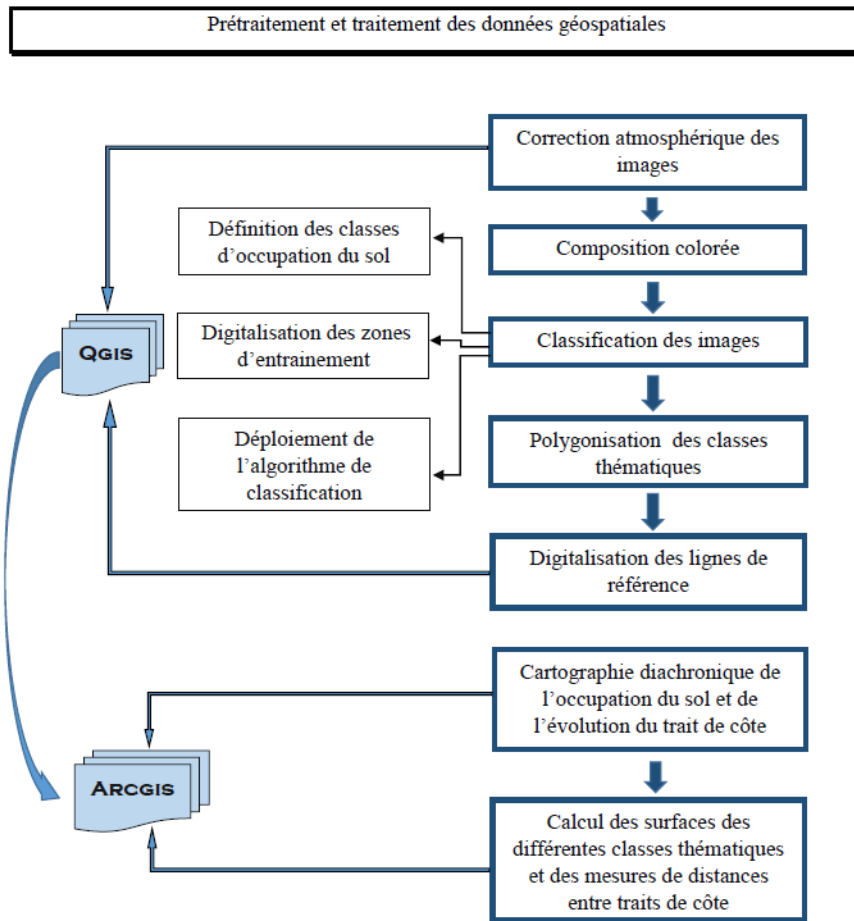 Prétraitement et traitement des données géospatiales
Correction atmosphérique des
images
Définition des classes
d’occupation du sol
Composition colorée
Digitalisation des zones
d’entrainement
Classification des images
QGIS
Déploiement de
l’algorithme de
classification
Polygonisation des classes
thématiques
Digitalisation des lignes de
référence
Cartographie diachronique de
l’occupation du sol et de
l’évolution du trait de côte
ARCGIS
Calcul des surfaces des
différentes classes thématiques
et des mesures de distances
entre traits de côte